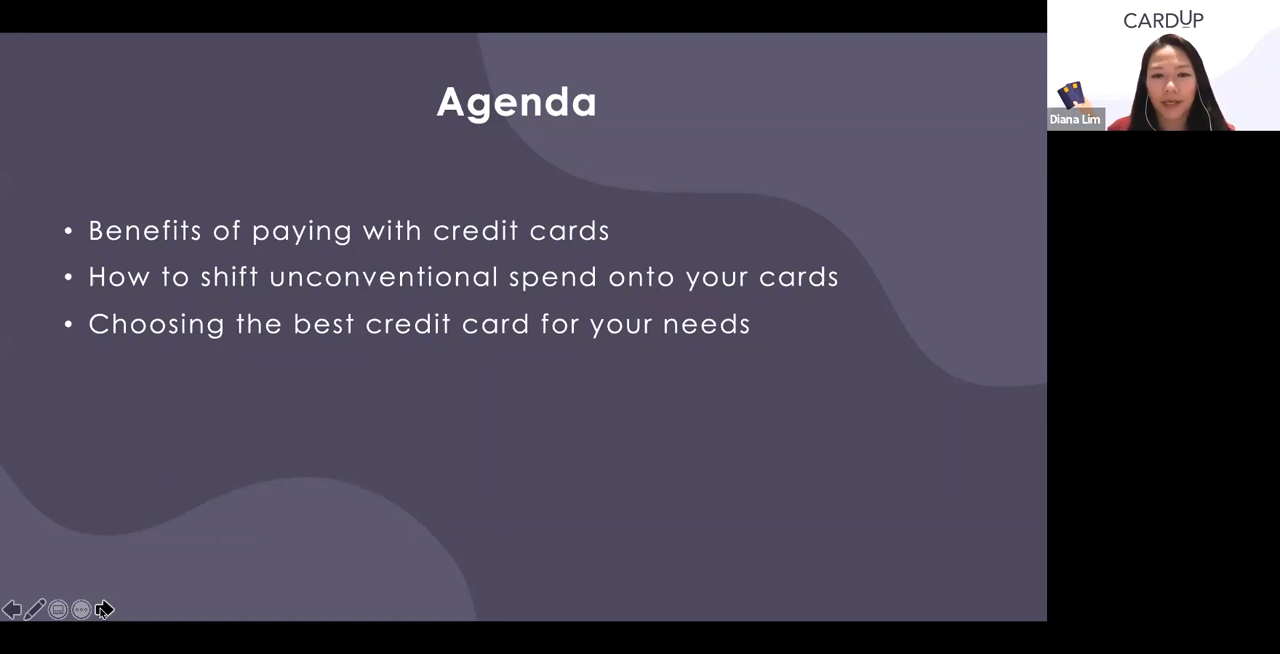 Agenda
• Benefits of paying with credit cards
• How to shift unconventional spend onto your cards
• Choosing the best credit card for your needs
CARDUP
Diana Lim